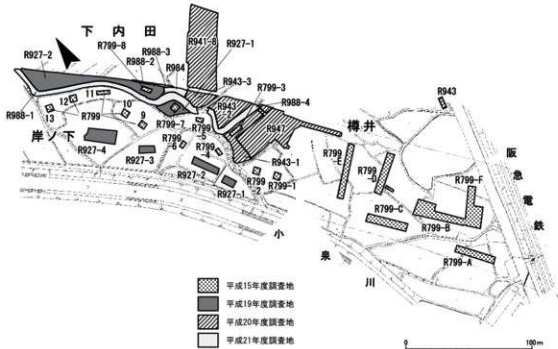 下内田
R941-8
R927-1
R988-3
R799-8
R988-2
R984
R927-2
R943-3
R799-3
R943-2
R988-4
R988-1
岸ノ下
13
12
11
R799
10
9
R799-7
R799-6
R799-5
R799-4
R947
R943-1
R927-4
R927-3
R927-2
R927-1
R799-2
R799-1
小
泉
川
樽井
R943
阪急電鉄
R799-E
R799-D
R799-F
R799-C
R799-B
R799-A
平成15年度調査地
平成19年度調査地
平成20年度調査地
平成21年度調査地
0
100m